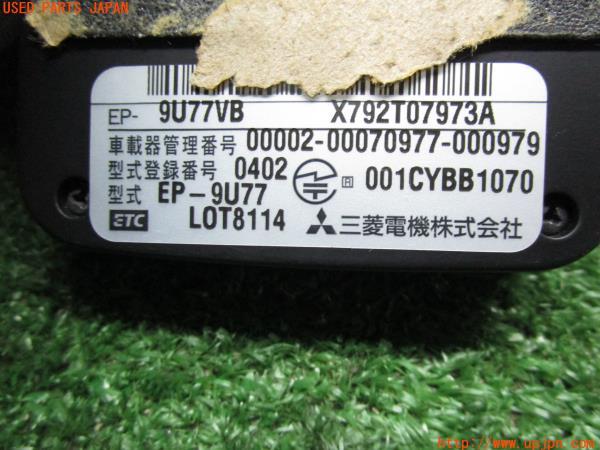 USED PARTS JAPAN
EP- 9U77VB X792T07973A
車載器管理番号 00002-00070977-000979
型式登録番号 0402
R 001CYBB1070
型式 EP-9U77
ETC LOT8114 三菱電機株式会社
http://www.upjpn.com/